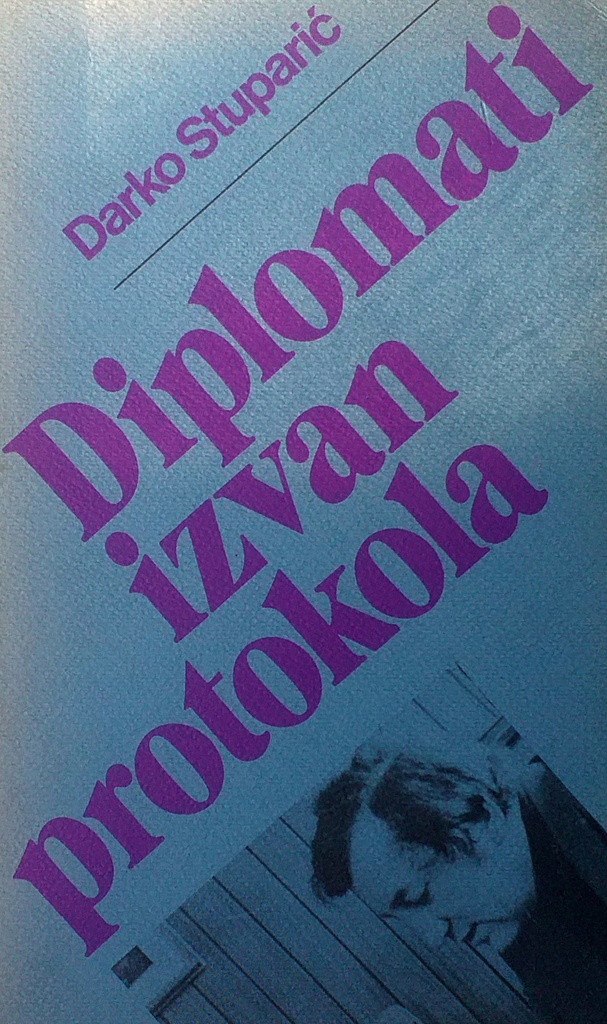 Darko Stuparić
Diplomati
izvan
protokola